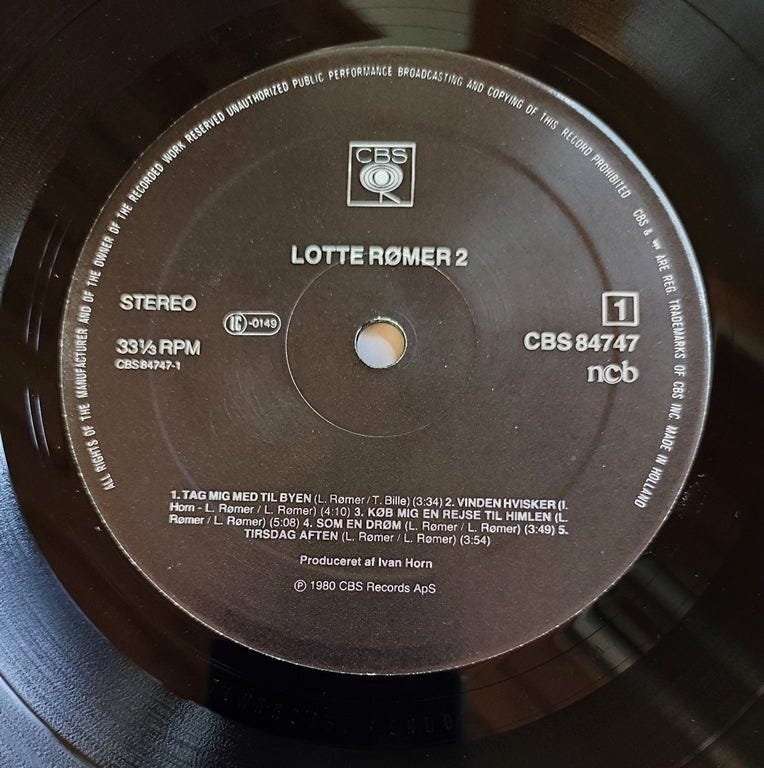 ALL RIGHTS OF THE MANUFACTURER AND OF THE OWNER OF THE RECORDED WORK RESERVED UNAUTHORIZED PUBLIC PERFORMANCE BROADCASTING AND COPYING OF THIS RECORD PROHIBITED CBS & ARE REG. TRADEMARKS OF CBS INC. MADE IN HOLLAND
CBS
LOTTE RØMER 2
STEREO
LC-0149
1
33⅓ RPM
CBS 84747
CBS 84747-1
ncb
1. TAG MIG MED TIL BYEN (L. Rømer / T. Bille) (3:34) 2. VINDEN HVISKER (I.
Horn - L. Rømer / L. Rømer) (4:10) 3. KØB MIG EN REJSE TIL HIMLEN (L.
Rømer / L. Rømer) (5:08) 4. SOM EN DRØM (L. Rømer / L. Rømer) (3:49) 5.
TIRSDAG AFTEN (L. Rømer / L. Rømer) (3:54)
Produceret af Ivan Horn
℗ 1980 CBS Records ApS